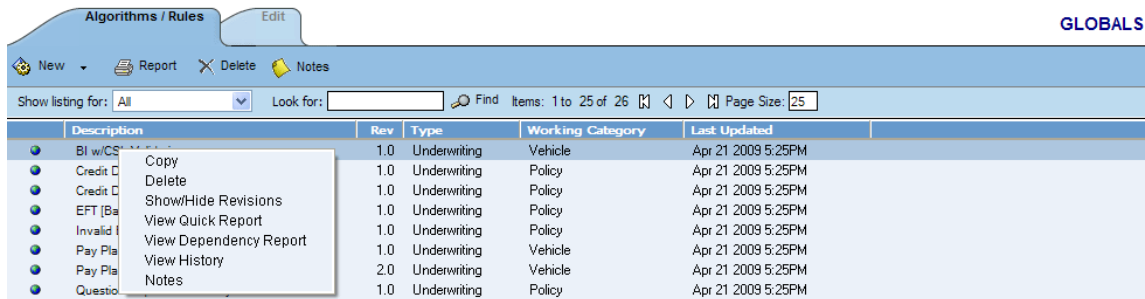 Algorithms / Rules Edit GLOBALS
New Report Delete Notes
Show listing for: All Look for: Find Items: 1 to 25 of 26 Page Size: 25
Description Rev Type Working Category Last Updated
BI w/CSL 1.0 Underwriting Vehicle Apr 21 2009 5:25PM
Copy
Credit D 1.0 Underwriting Policy Apr 21 2009 5:25PM
Delete
Credit D 1.0 Underwriting Policy Apr 21 2009 5:25PM
Show/Hide Revisions
EFT [Ba 1.0 Underwriting Policy Apr 21 2009 5:25PM
View Quick Report
Invalid 1.0 Underwriting Policy Apr 21 2009 5:25PM
View Dependency Report
Pay Pla 1.0 Underwriting Vehicle Apr 21 2009 5:25PM
View History
Pay Pla 2.0 Underwriting Vehicle Apr 21 2009 5:25PM
Notes
Questio 1.0 Underwriting Policy Apr 21 2009 5:25PM